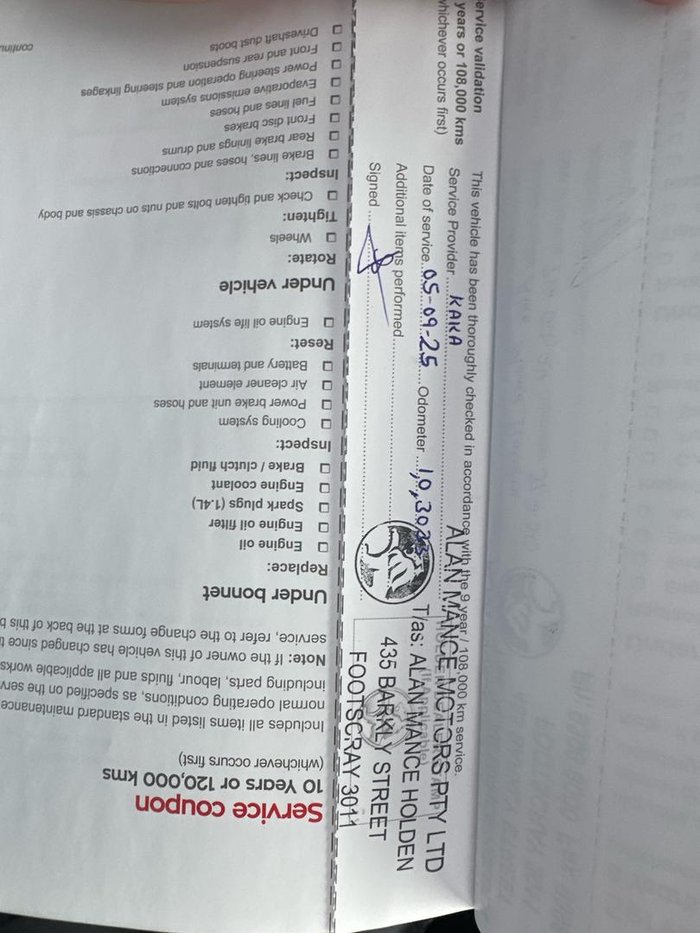 ervice validation
years or 108,000 kms
whichever occurs first)
This vehicle has been thoroughly checked in accordance with the 9 year / 108,000 km service.
Service Provider ... KAKA
Date of service 05-09-25 Odometer
Additional items performed
Signed
ALAN MANCE MOTORS PTY LTD
T/as: ALAN MANCE HOLDEN
435 BARKLY STREET
FOOTSCRAY 3011
Service coupon
10 Years or 120,000 kms
(whichever occurs first)
Includes all items listed in the standard maintenance
normal operating conditions, as specified on the serv
including parts, labour, fluids and all applicable works
Note: If the owner of this vehicle has changed since t
service, refer to the change forms at the back of this b
Under bonnet
Replace:
Engine oil
Engine oil filter
Spark plugs (1.4L)
Engine coolant
Brake / clutch fluid
Inspect:
Cooling system
Power brake unit and hoses
Air cleaner element
Battery and terminals
Reset:
Engine oil life system
Under vehicle
Rotate:
Wheels
Tighten:
Check and tighten bolts and nuts on chassis and body
Inspect:
Brake lines, hoses and connections
Rear brake linings and drums
Front disc brakes
Fuel lines and hoses
Evaporative emissions system
Power steering operation and steering linkages
Front and rear suspension
Driveshaft dust boots
continu